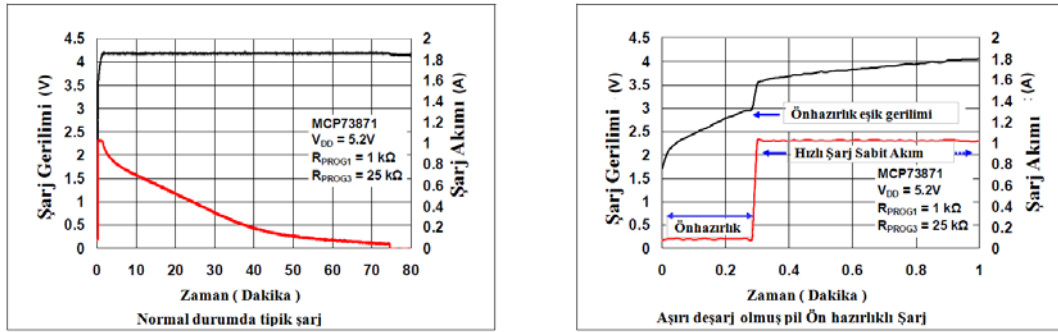 4.5
4
3.5
3
2.5
2
1.5
1
0.5
0
2
1.8
1.6
1.4
1.2
1
0.8
0.6
0.4
0.2
0
0 10 20 30 40 50 60 70 80
Şarj Gerilimi (V)
Şarj Akımı (A)
MCP73871
VDD = 5.2V
RPROG1 = 1 kΩ
RPROG3 = 25 kΩ
Zaman ( Dakika )
Normal durumda tipik şarj
4.5
4
3.5
3
2.5
2
1.5
1
0.5
0
2
1.8
1.6
1.4
1.2
1
0.8
0.6
0.4
0.2
0
0 0.2 0.4 0.6 0.8 1
Şarj Gerilimi (V)
Şarj Akımı : (A)
Önhazırlık eşik gerilimi
Hızlı Şarj Sabit Akım
Önhazırlık
MCP73871
VDD = 5.2V
RPROG1 = 1 kΩ
RPROG3 = 25 kΩ
Zaman ( Dakika )
Aşırı deşarj olmuş pil Ön hazırlıklı Şarj